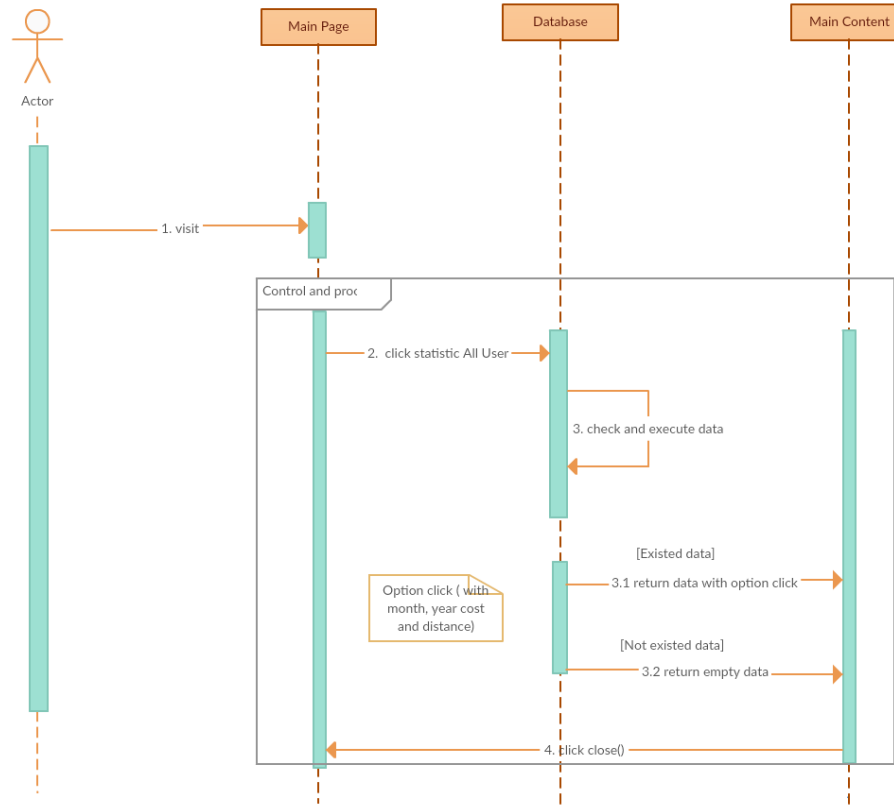 Main Page
Database
Main Content
Actor
1. visit
Control and proc
2. click statistic All User
3. check and execute data
[Existed data]
3.1 return data with option click
Option click ( with
month, year cost
and distance)
[Not existed data]
3.2 return empty data
4. click close()